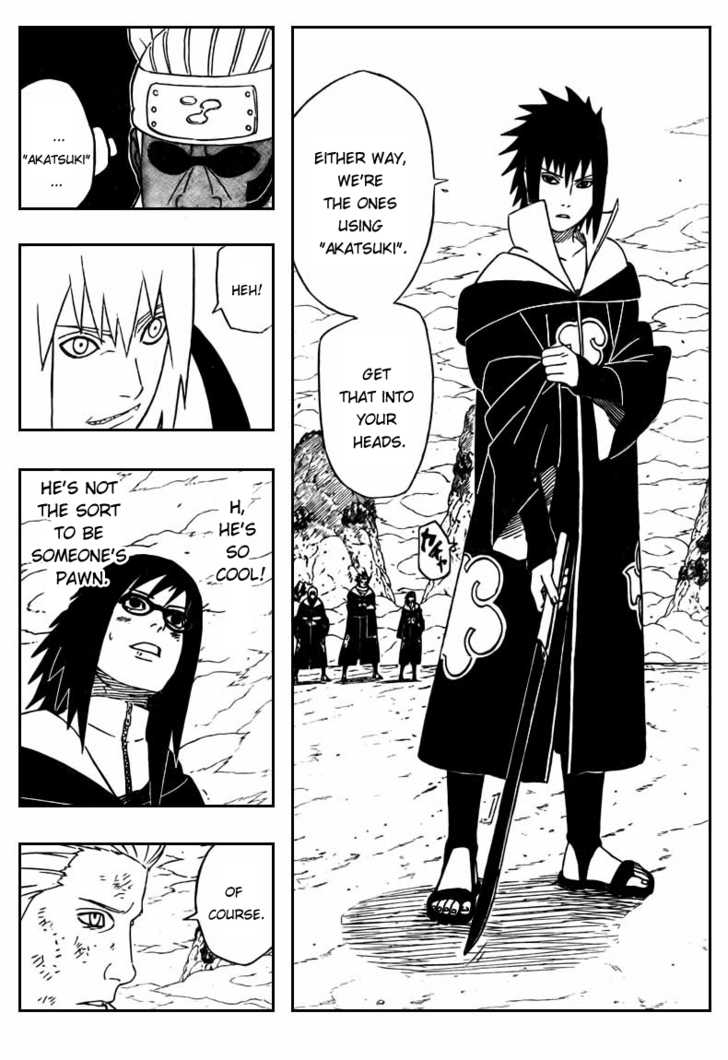 EITHER WAY,
WE'RE
THE ONES
USING
"AKATSUKI".
GET
THAT INTO
YOUR
HEADS.
...
"AKATSUKI"
...
HEH!
H,
HE'S
SO
COOL!
HE'S NOT
THE SORT
TO BE
SOMEONE'S
PAWN.
OF
COURSE.